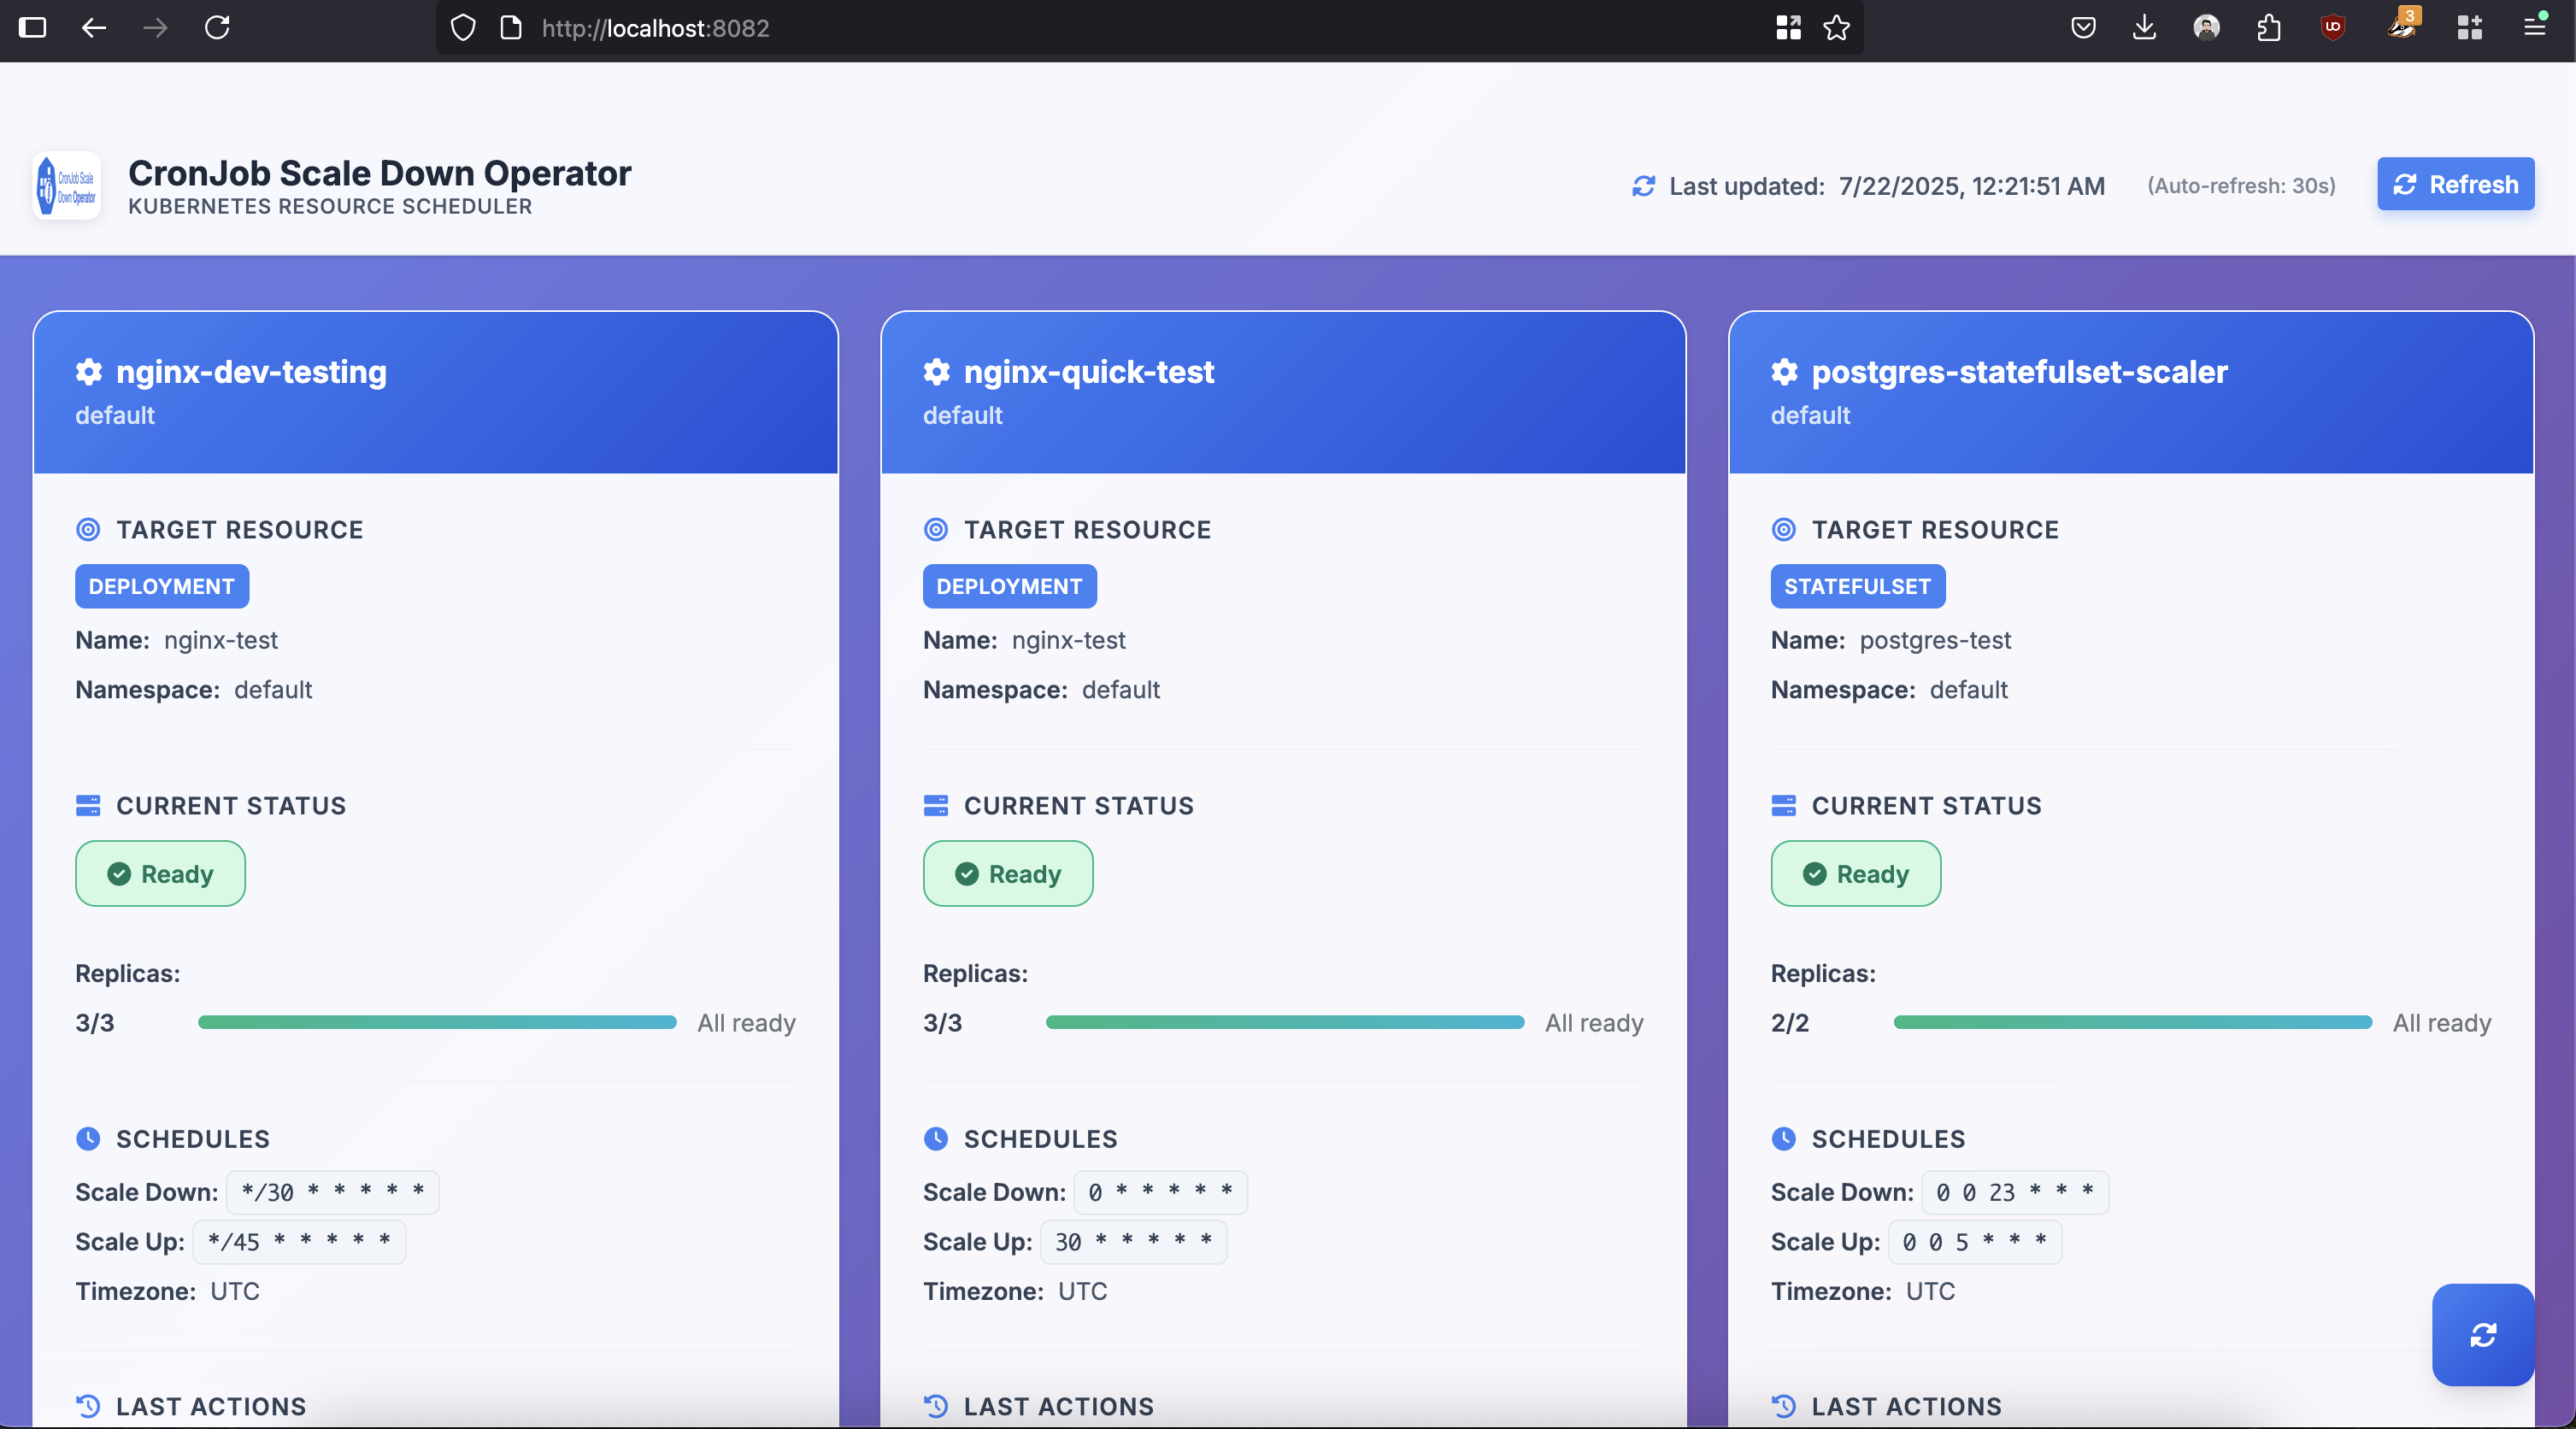 http://localhost:8082
3
CronJob Scale
Down Operator
CronJob Scale Down Operator
KUBERNETES RESOURCE SCHEDULER
Last updated: 7/22/2025, 12:21:51 AM
(Auto-refresh: 30s)
Refresh
nginx-dev-testing
default
TARGET RESOURCE
DEPLOYMENT
Name: nginx-test
Namespace: default
CURRENT STATUS
Ready
Replicas:
3/3 All ready
SCHEDULES
Scale Down: */30 * * * * *
Scale Up: */45 * * * * *
Timezone: UTC
LAST ACTIONS
nginx-quick-test
default
TARGET RESOURCE
DEPLOYMENT
Name: nginx-test
Namespace: default
CURRENT STATUS
Ready
Replicas:
3/3 All ready
SCHEDULES
Scale Down: 0 * * * * *
Scale Up: 30 * * * * *
Timezone: UTC
LAST ACTIONS
postgres-statefulset-scaler
default
TARGET RESOURCE
STATEFULSET
Name: postgres-test
Namespace: default
CURRENT STATUS
Ready
Replicas:
2/2 All ready
SCHEDULES
Scale Down: 0 0 23 * * *
Scale Up: 0 0 5 * * *
Timezone: UTC
LAST ACTIONS